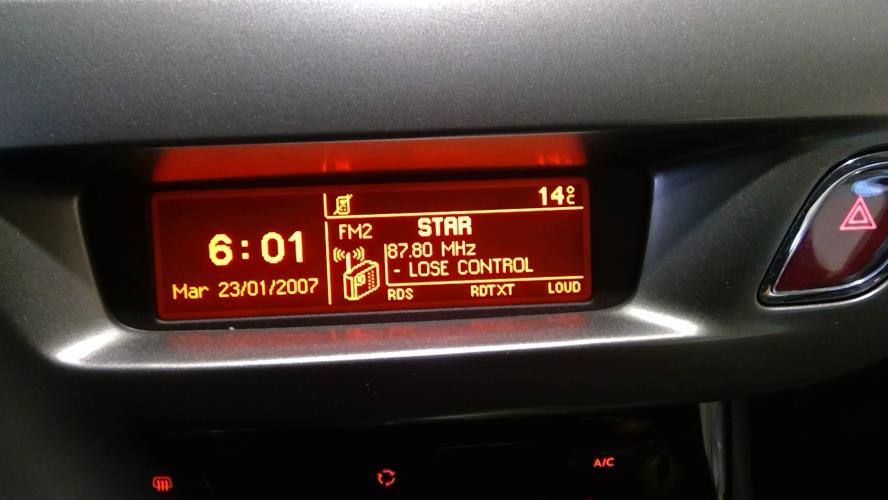 14°C
6:01
Mar 23/01/2007
FM2 STAR
87.80 MHz
- LOSE CONTROL
RDS RDTXT LOUD
A/C